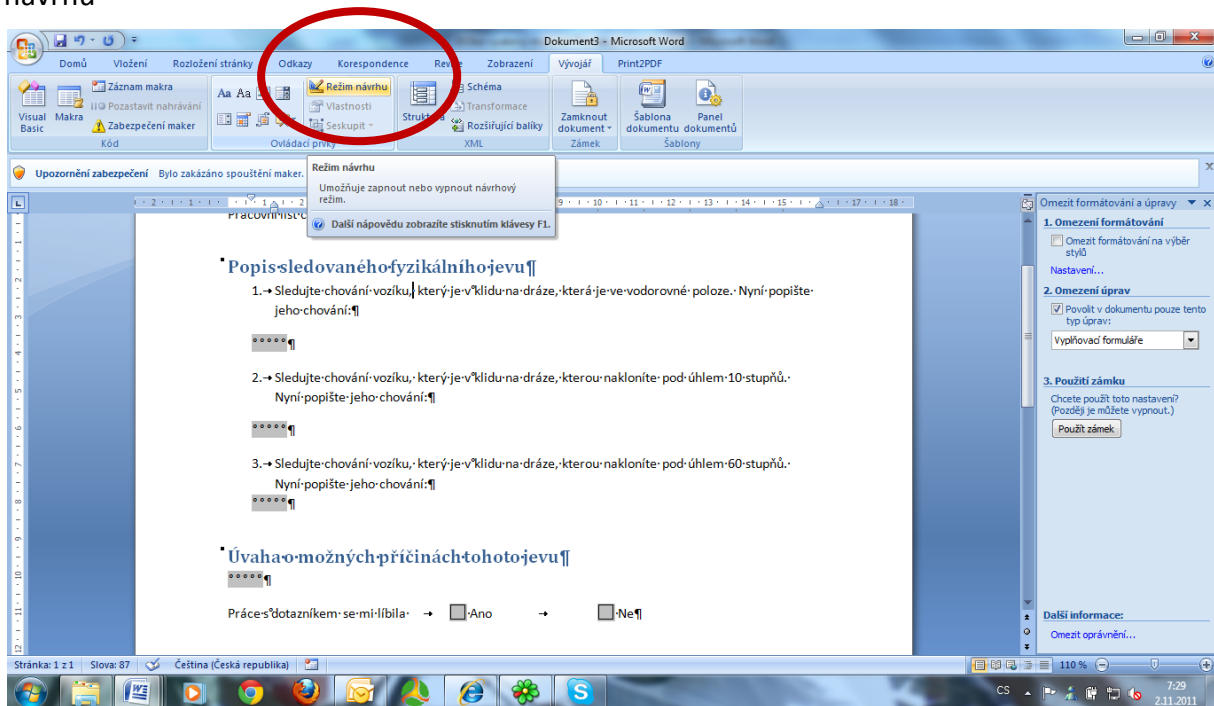 návrhu
Dokument3 - Microsoft Word
Domů Vložení Rozložení stránky Odkazy Korespondence Revize Zobrazení Vývojář Print2PDF
Visual Basic
Makra
Záznam makra
Pozastavit nahrávání
Zabezpečení maker
Kód
Aa Aa
Režim návrhu
Vlastnosti
Seskupit
Ovládací prvky
Struktura
Schéma
Transformace
Rozšiřující balíky
XML
Zamknout dokument
Zámek
Šablona dokumentu
Panel dokumentů
Šablony
Upozornění zabezpečení Bylo zakázáno spouštění maker.
Režim návrhu
Umožňuje zapnout nebo vypnout návrhový
režim.
Další nápovědu zobrazíte stisknutím klávesy F1.
Popis sledovaného fyzikálního jevu¶
1.→ Sledujte chování vozíku, který je v klidu na dráze, která je ve vodorovné poloze. Nyní popište
jeho chování:¶
°°°°°¶
2.→ Sledujte chování vozíku, který je v klidu na dráze, kterou nakloníte pod úhlem 10 stupňů.
Nyní popište jeho chování:¶
°°°°°¶
3.→ Sledujte chování vozíku, který je v klidu na dráze, kterou nakloníte pod úhlem 60 stupňů.
Nyní popište jeho chování:¶
°°°°°¶
Úvaha o možných příčinách tohoto jevu¶
°°°°°¶
Práce s dotazníkem se mi líbila → Ano → Ne¶
Omezit formátování a úpravy
1. Omezení formátování
Omezit formátování na výběr
stylů
Nastavení...
2. Omezení úprav
Povolit v dokumentu pouze tento
typ úprav:
Vyplňovací formuláře
3. Použití zámku
Chcete použít toto nastavení?
(Později je můžete vypnout.)
Použít zámek
Další informace:
Omezit oprávnění...
Stránka: 1 z 1 Slova: 87 Čeština (Česká republika) 110 %
CS
7:29
2.11.2011